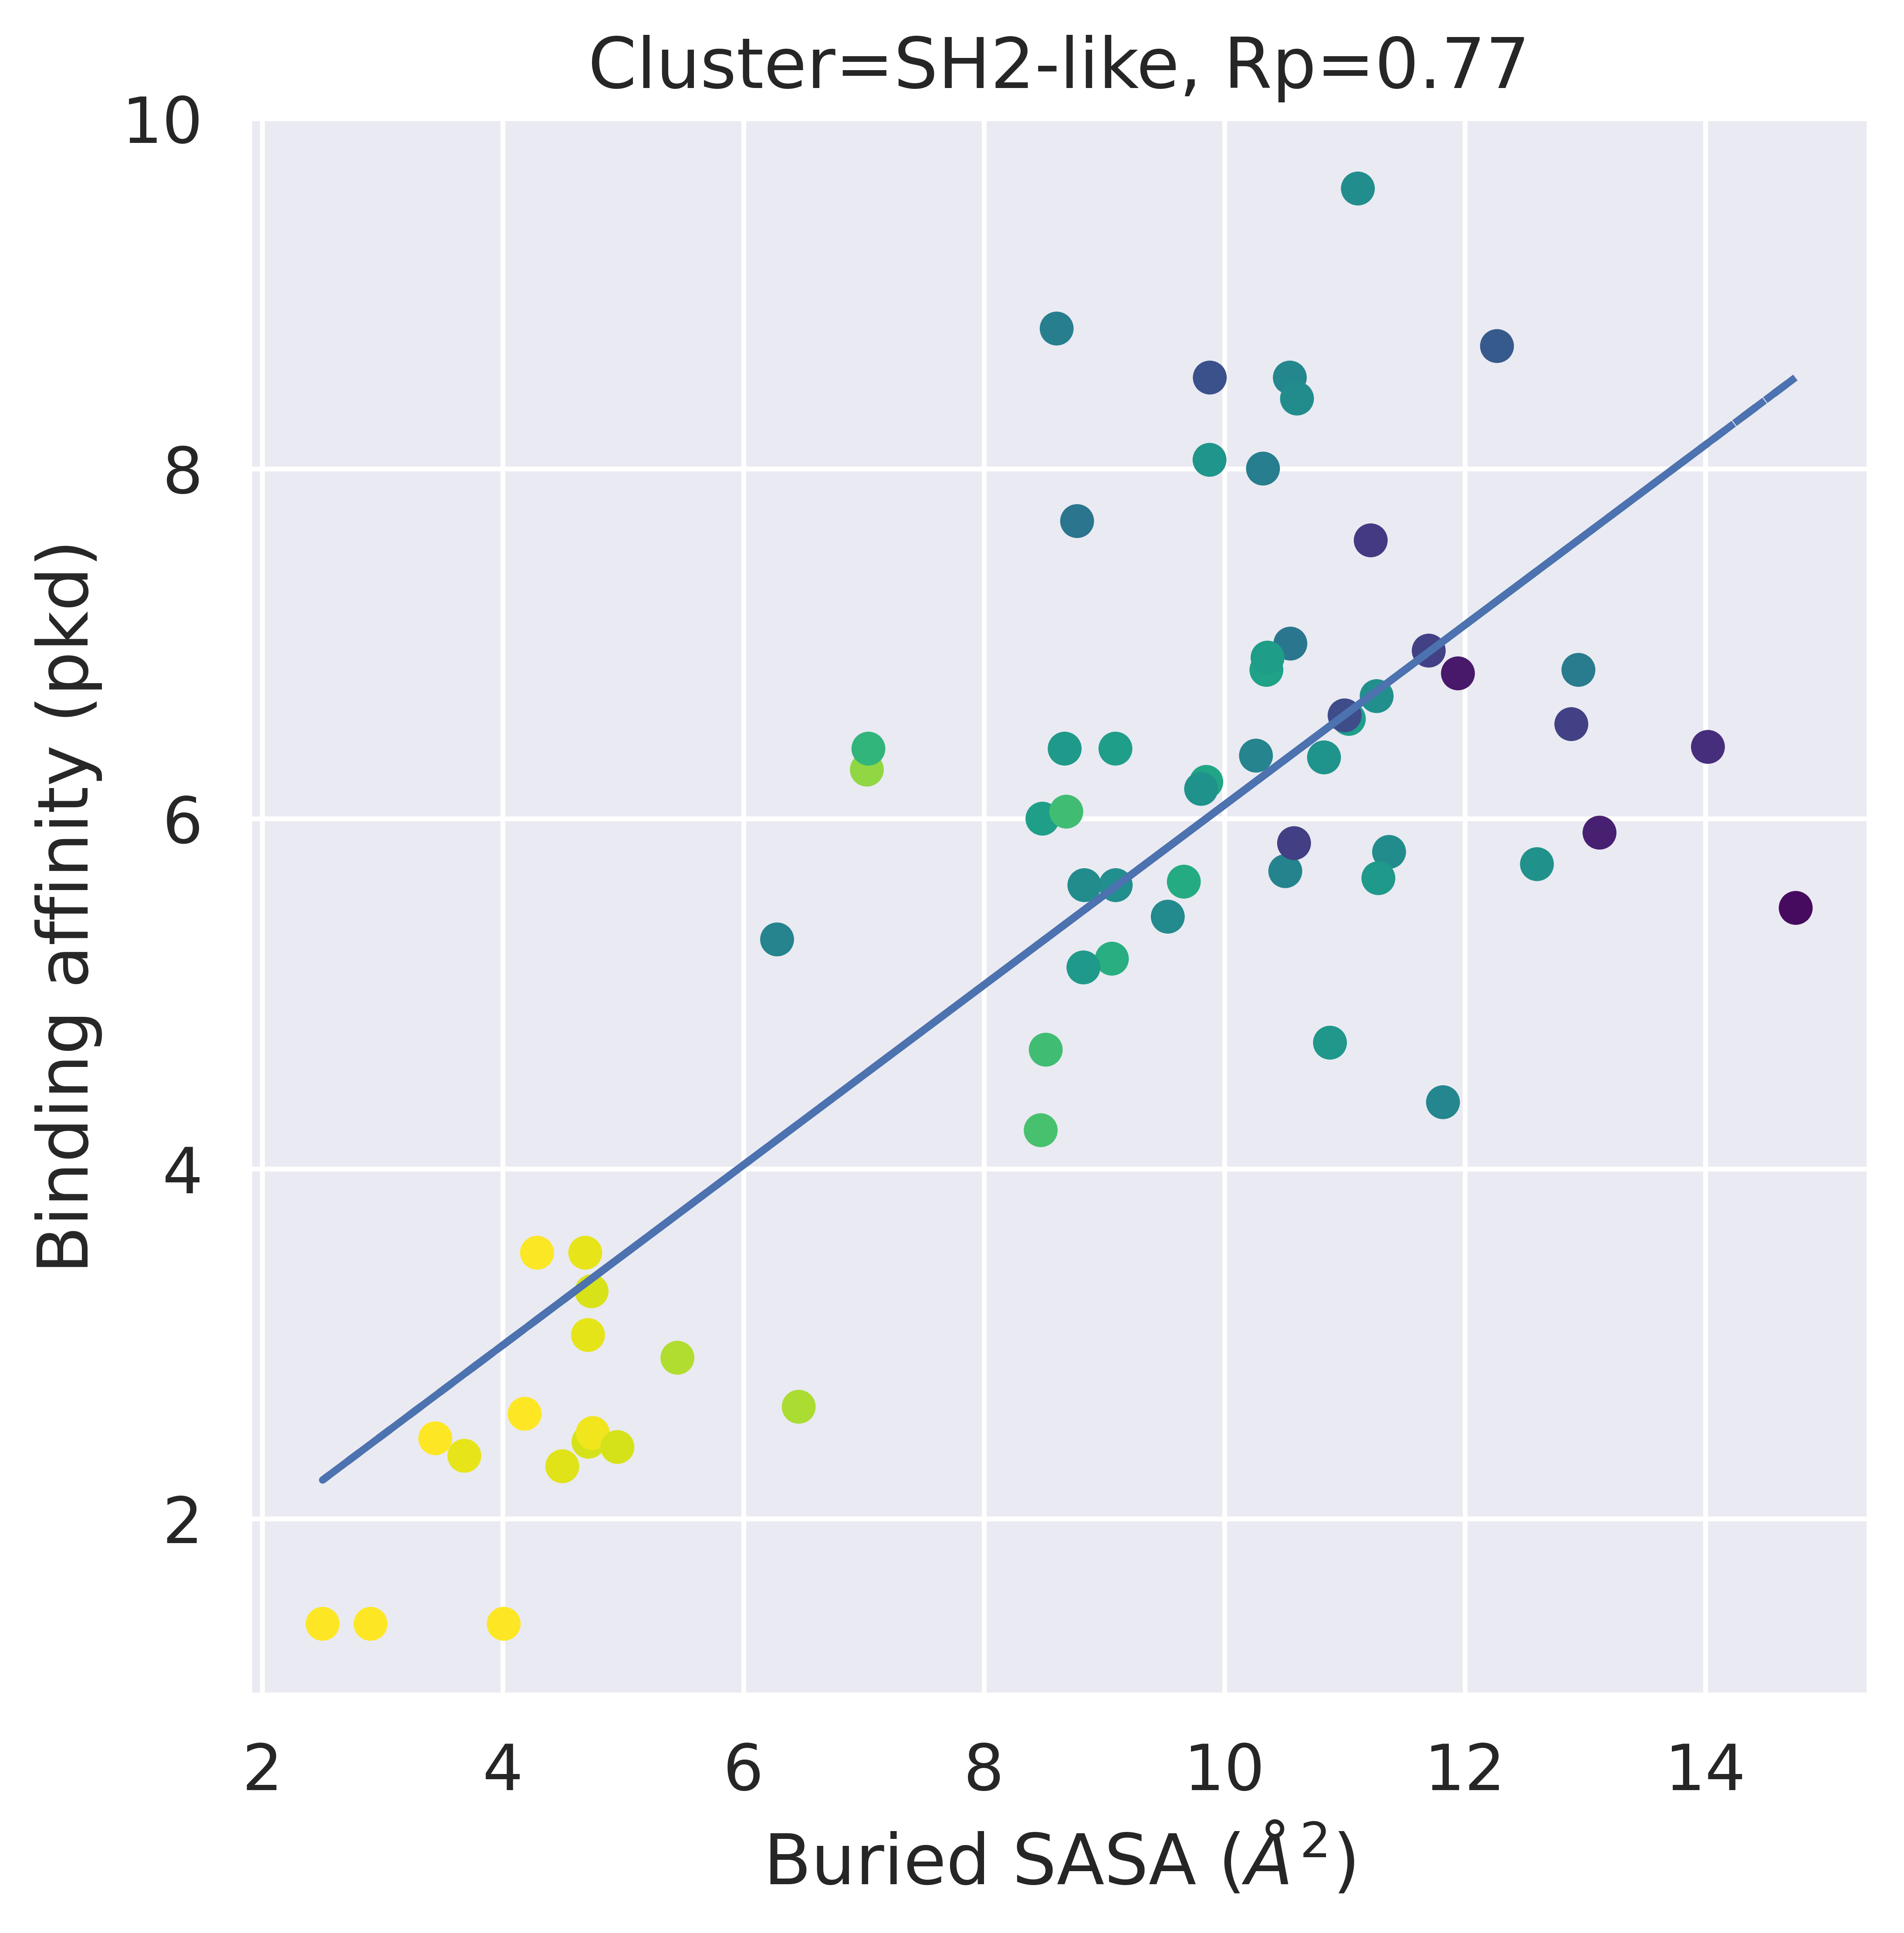 Cluster=SH2-like, Rp=0.77
10
8
6
4
2
Binding affinity (pkd)
2 4 6 8 10 12 14
Buried SASA (Å²)